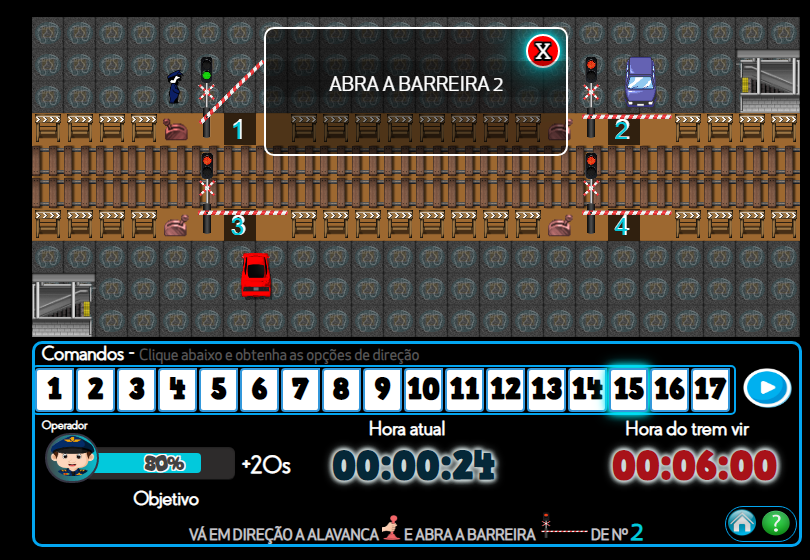 X
ABRA A BARREIRA 2
1
2
3
4
Comandos - Clique abaixo e obtenha as opções de direção
1 2 3 4 5 6 7 8 9 10 11 12 13 14 15 16 17
Operador
Hora atual
Hora do trem vir
80%
+20s
00:00:24
00:06:00
Objetivo
?
VÁ EM DIREÇÃO A ALAVANCA E ABRA A BARREIRA DE Nº 2